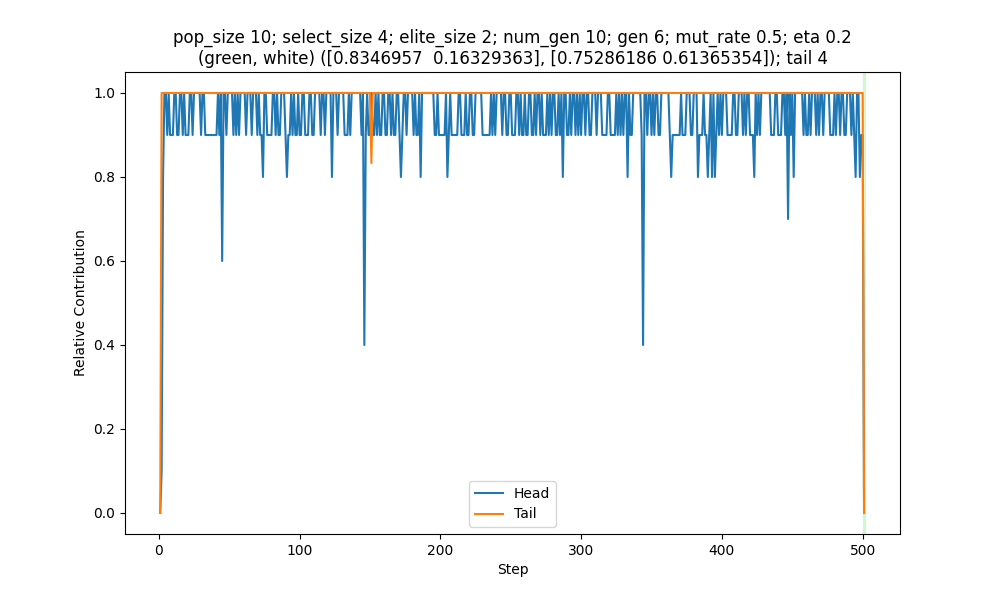 pop_size 10; select_size 4; elite_size 2; num_gen 10; gen 6; mut_rate 0.5; eta 0.2
(green, white) ([0.8346957  0.16329363], [0.75286186 0.61365354]); tail 4
1.0
0.8
0.6
0.4
0.2
0.0
Relative Contribution
Head
Tail
0
100
200
300
400
500
Step